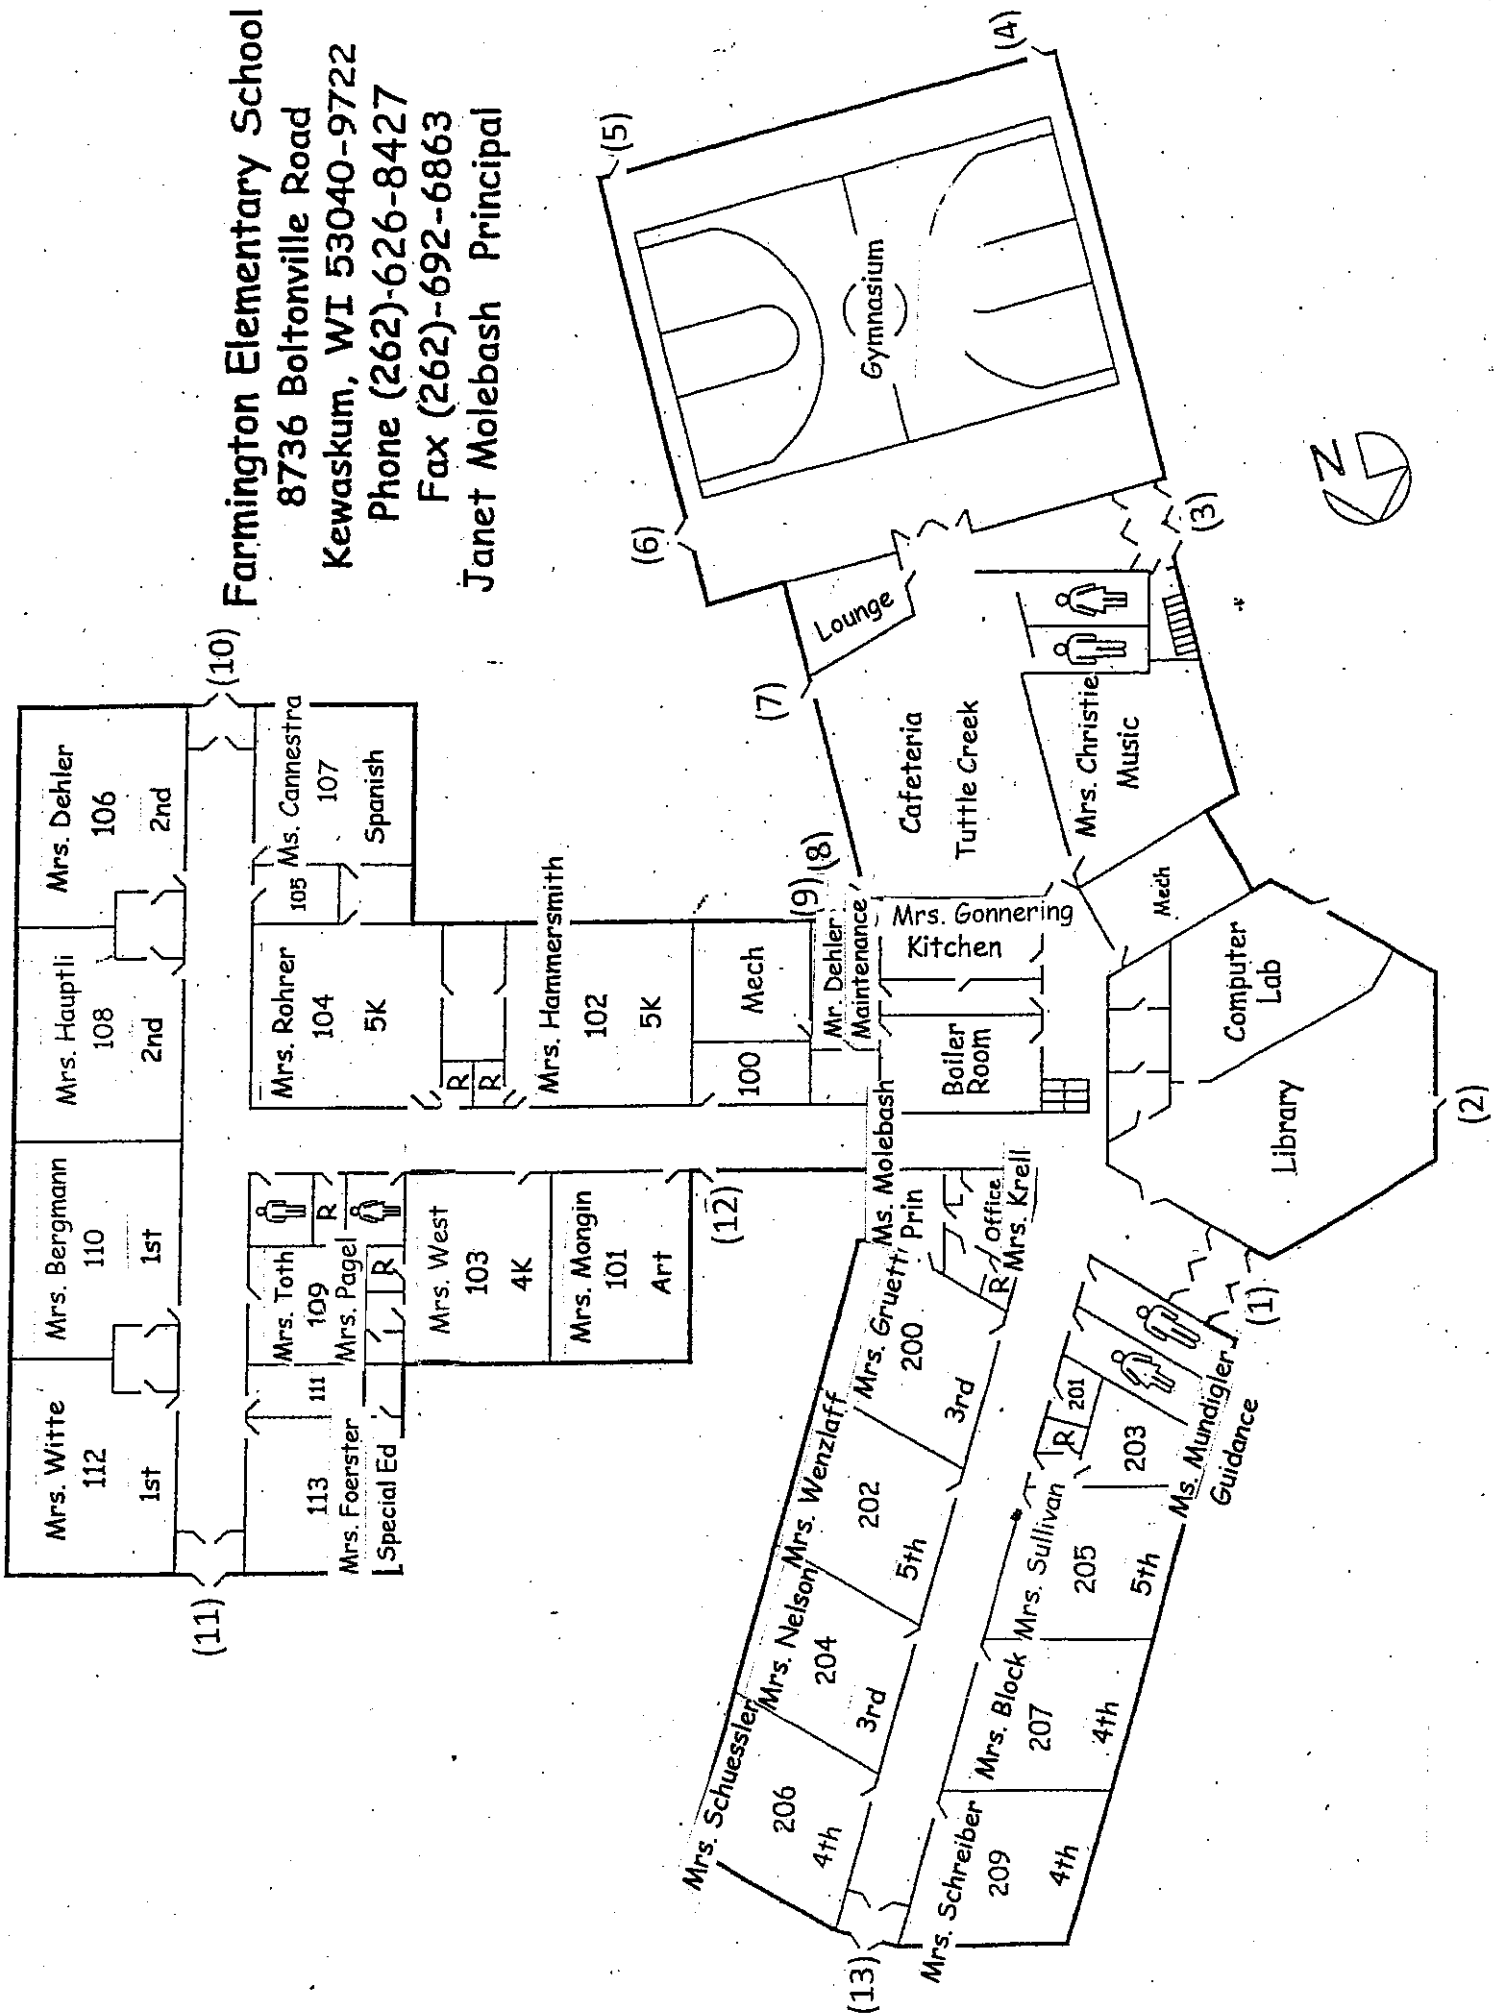 Farmington Elementary School
8736 Boltonville Road
Kewaskum, WI 53040-9722
Phone (262)-626-8427
Fax (262)-692-6863
Janet Molebash Principal
Mrs. Witte
112
1st
Mrs. Bergmann
110
1st
Mrs. Hauptli
108
2nd
Mrs. Dehler
106
2nd
(11)
(10)
113
Mrs. Foerster
Special Ed
111
Mrs. Toth
109
Mrs. Pagel
R
R
Mrs. Rohrer
104
5K
105
Ms. Cannestra
107
Spanish
Mrs. West
103
4K
R
R
Mrs. Hammersmith
102
5K
Mrs. Mongin
101
Art
100
Mech
(12)
(9)
(8)
(7)
(6)
(5)
(4)
Mr. Dehler
Maintenance
Mrs. Gonnering
Kitchen
Boiler
Room
Cafeteria
Tuttle Creek
Lounge
Gymnasium
Mrs. Christie
Music
(3)
N
Mech
Computer
Lab
Library
(2)
Ms. Molebash
Prin
Office
Mrs. Krell
R
Mrs. Gruett
200
3rd
Mrs. Wenzlaff
202
5th
Mrs. Nelson
204
3rd
Mrs. Schuessler
206
4th
(13)
Mrs. Schreiber
209
4th
Mrs. Block
207
4th
Mrs. Sullivan
205
5th
R
201
203
Ms. Mundigler
Guidance
(1)